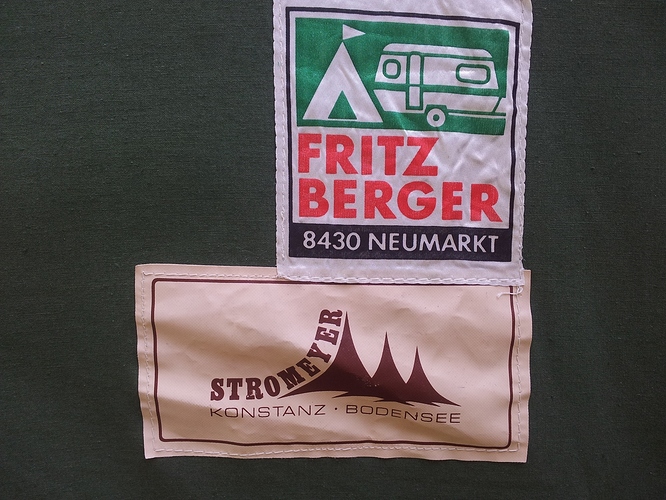 FRITZ
BERGER
8430 NEUMARKT
STROMEYER
KONSTANZ · BODENSEE